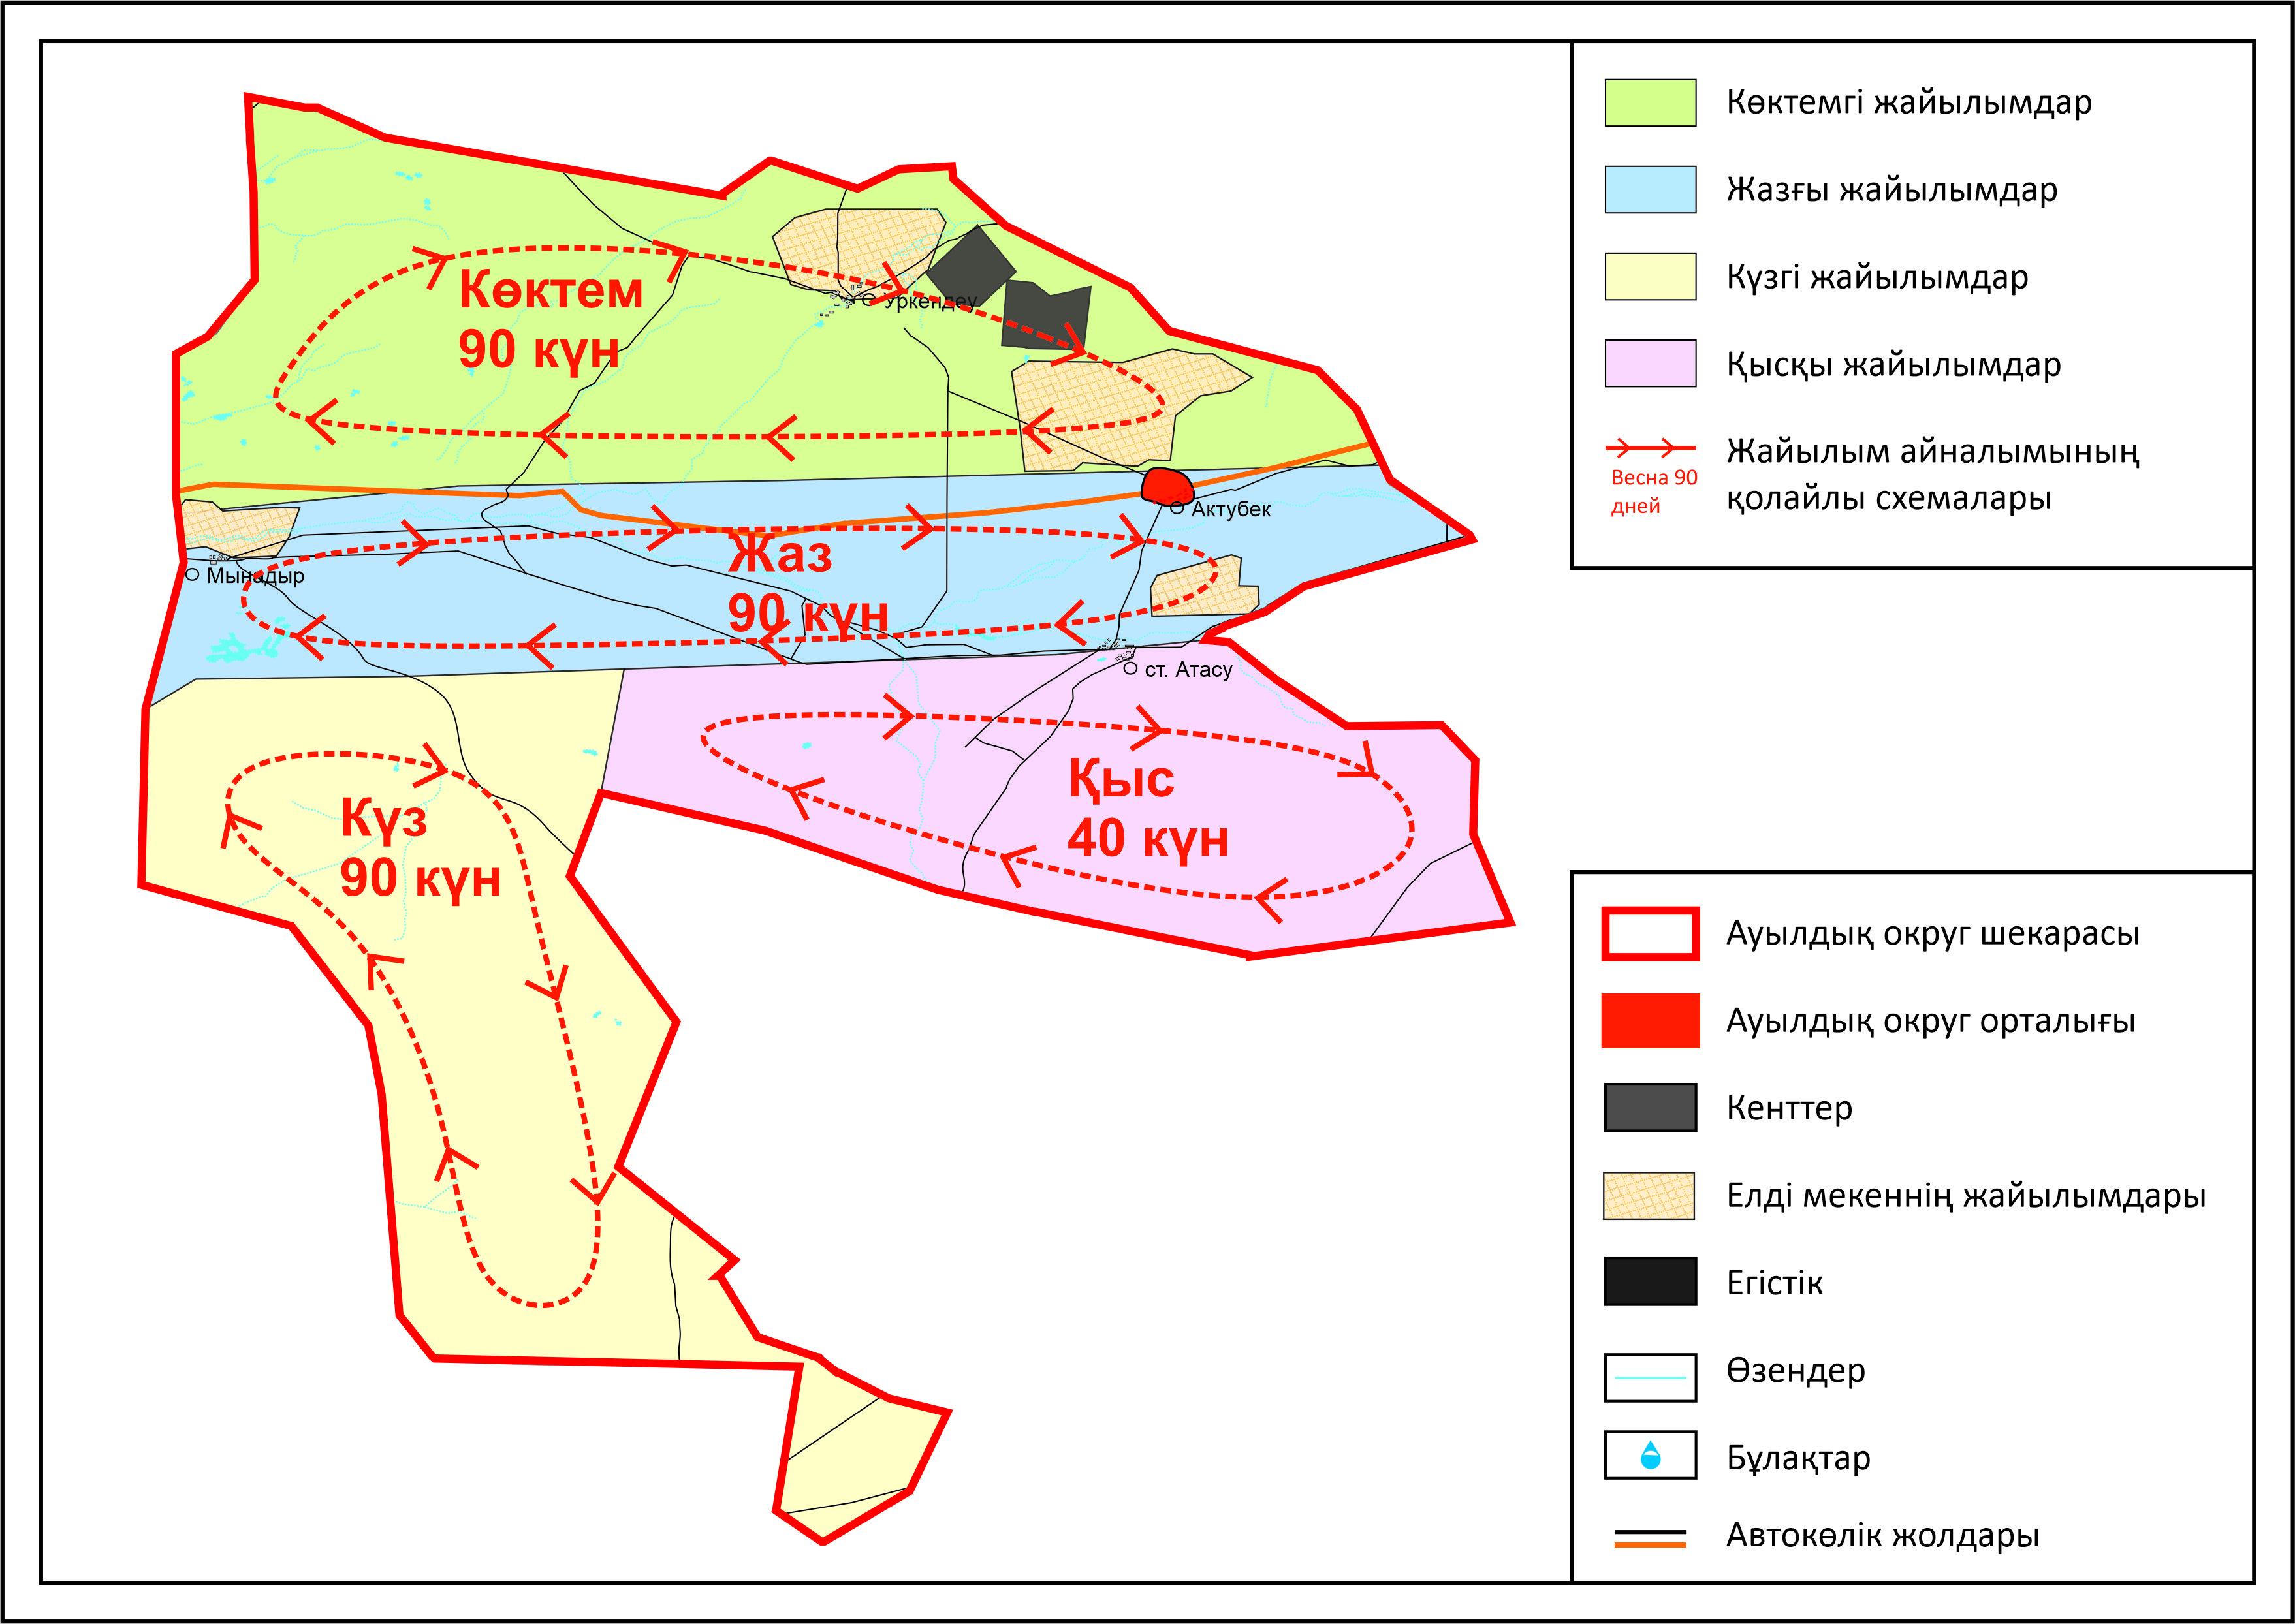 Көктем
90 күн
Уркендеу
Актубек
Жаз
90 күн
Мынадыр
ст. Атасу
Қыс
40 күн
Күз
90 күн
Көктемгі жайылымдар
Жазғы жайылымдар
Күзгі жайылымдар
Қысқы жайылымдар
Весна 90
дней
Жайылым айналымының
қолайлы схемалары
Ауылдық округ шекарасы
Ауылдық округ орталығы
Кенттер
Елді мекеннің жайылымдары
Егістік
Өзендер
Бұлақтар
Автокөлік жолдары